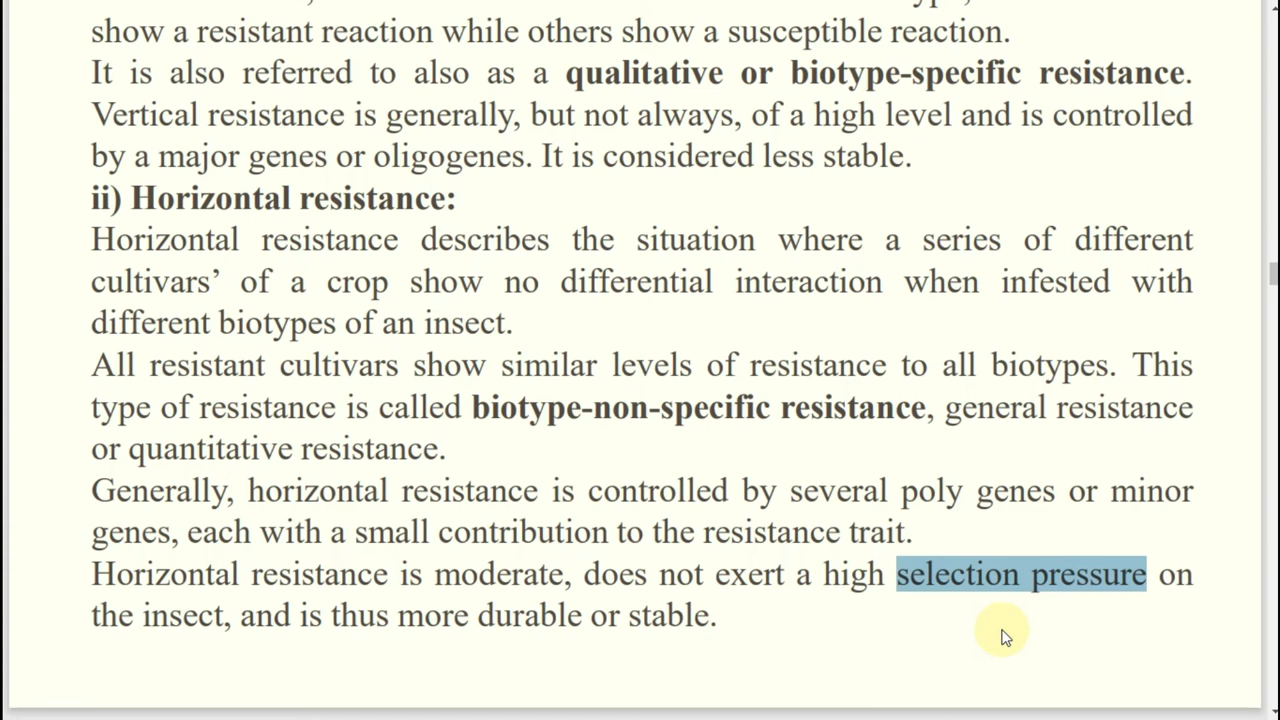 show a resistant reaction while others show a susceptible reaction.
It is also referred to also as a qualitative or biotype-specific resistance.
Vertical resistance is generally, but not always, of a high level and is controlled
by a major genes or oligogenes. It is considered less stable.
ii) Horizontal resistance:
Horizontal resistance describes the situation where a series of different
cultivars’ of a crop show no differential interaction when infested with
different biotypes of an insect.
All resistant cultivars show similar levels of resistance to all biotypes. This
type of resistance is called biotype-non-specific resistance, general resistance
or quantitative resistance.
Generally, horizontal resistance is controlled by several poly genes or minor
genes, each with a small contribution to the resistance trait.
Horizontal resistance is moderate, does not exert a high selection pressure on
the insect, and is thus more durable or stable.